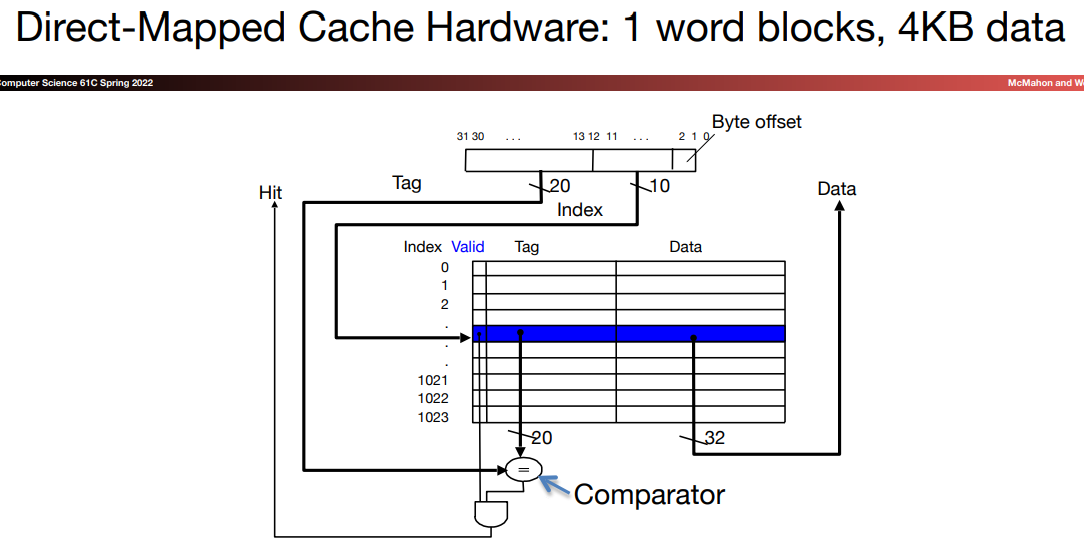 Direct-Mapped Cache Hardware: 1 word blocks, 4KB data
omputer Science 61C Spring 2022
McMahon and W
Byte offset
31 30 ... 13 12 11 ... 2 1 0
Tag
20
10
Hit
Data
Index
Index Valid Tag Data
0
1
2
.
.
.
1021
1022
1023
20
32
=
Comparator